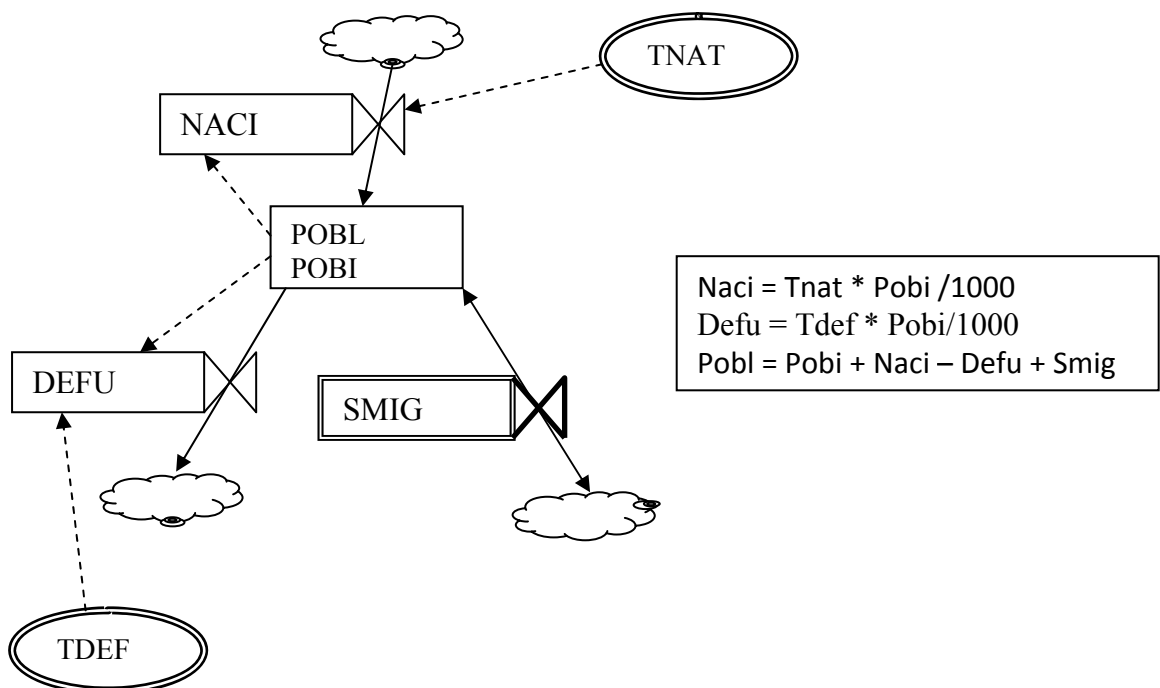 TNAT
NACI
POBL
POBI
Naci = Tnat * Pobi /1000
Defu = Tdef * Pobi/1000
Pobl = Pobi + Naci – Defu + Smig
DEFU
SMIG
TDEF